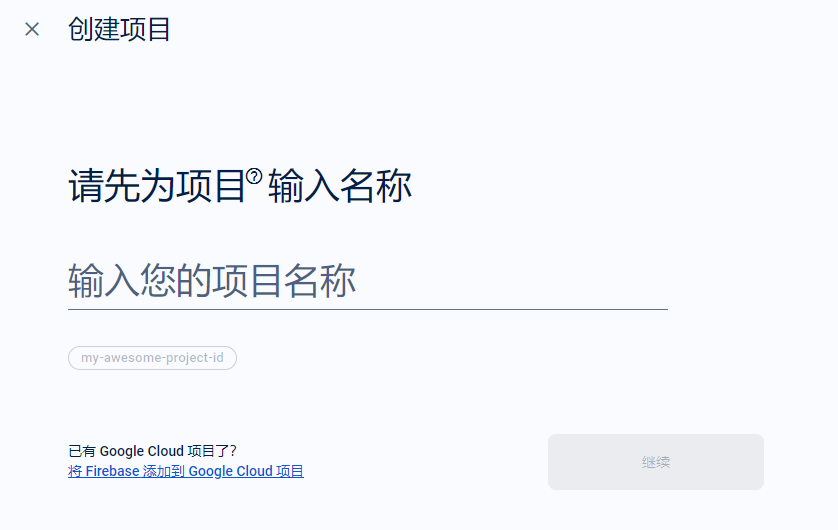 创建项目
请先为项目?输入名称
输入您的项目名称
my-awesome-project-id
已有 Google Cloud 项目了?
将 Firebase 添加到 Google Cloud 项目
继续